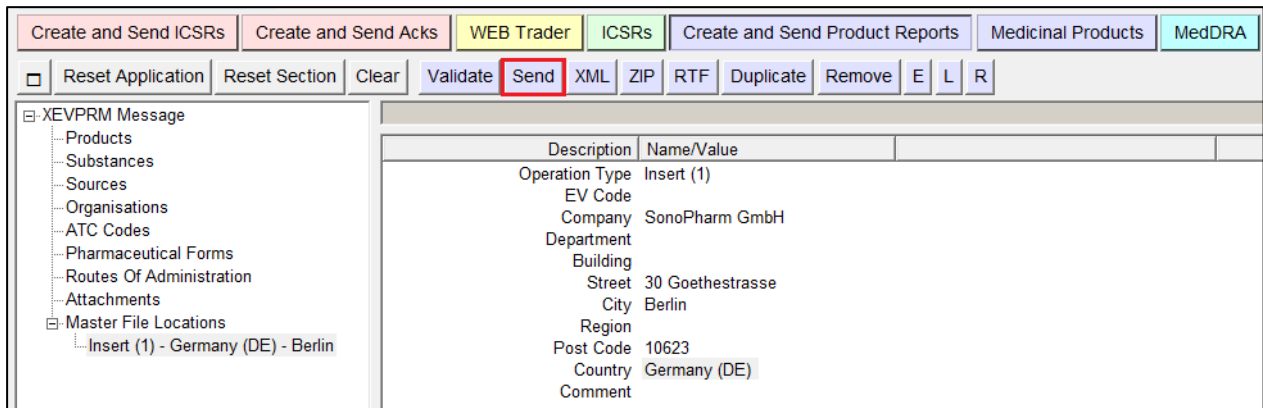 Create and Send ICSRs Create and Send Acks WEB Trader ICSRs Create and Send Product Reports Medicinal Products MedDRA
Reset Application Reset Section Clear Validate Send XML ZIP RTF Duplicate Remove E L R
XEVPRM Message
Products
Substances
Sources
Organisations
ATC Codes
Pharmaceutical Forms
Routes Of Administration
Attachments
Master File Locations
Insert (1) - Germany (DE) - Berlin
Description Name/Value
Operation Type Insert (1)
EV Code
Company SonoPharm GmbH
Department
Building
Street 30 Goethestrasse
City Berlin
Region
Post Code 10623
Country Germany (DE)
Comment